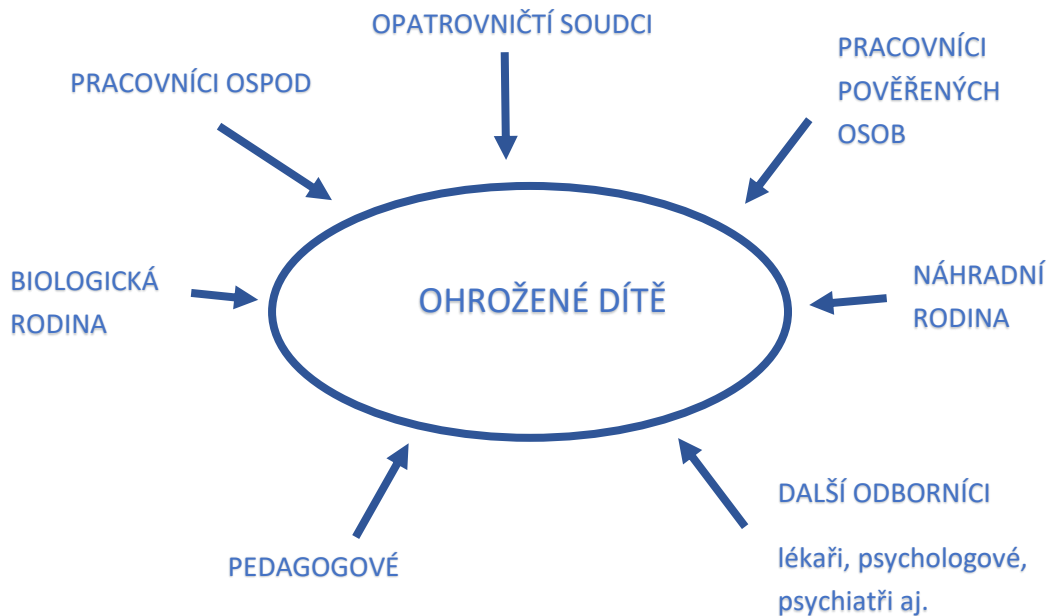 OPATROVNIČTÍ SOUDCI
PRACOVNÍCI OSPOD
PRACOVNÍCI
POVĚŘENÝCH
OSOB
BIOLOGICKÁ
RODINA
OHROŽENÉ DÍTĚ
NÁHRADNÍ
RODINA
PEDAGOGOVÉ
DALŠÍ ODBORNÍCI
lékaři, psychologové,
psychiatři aj.